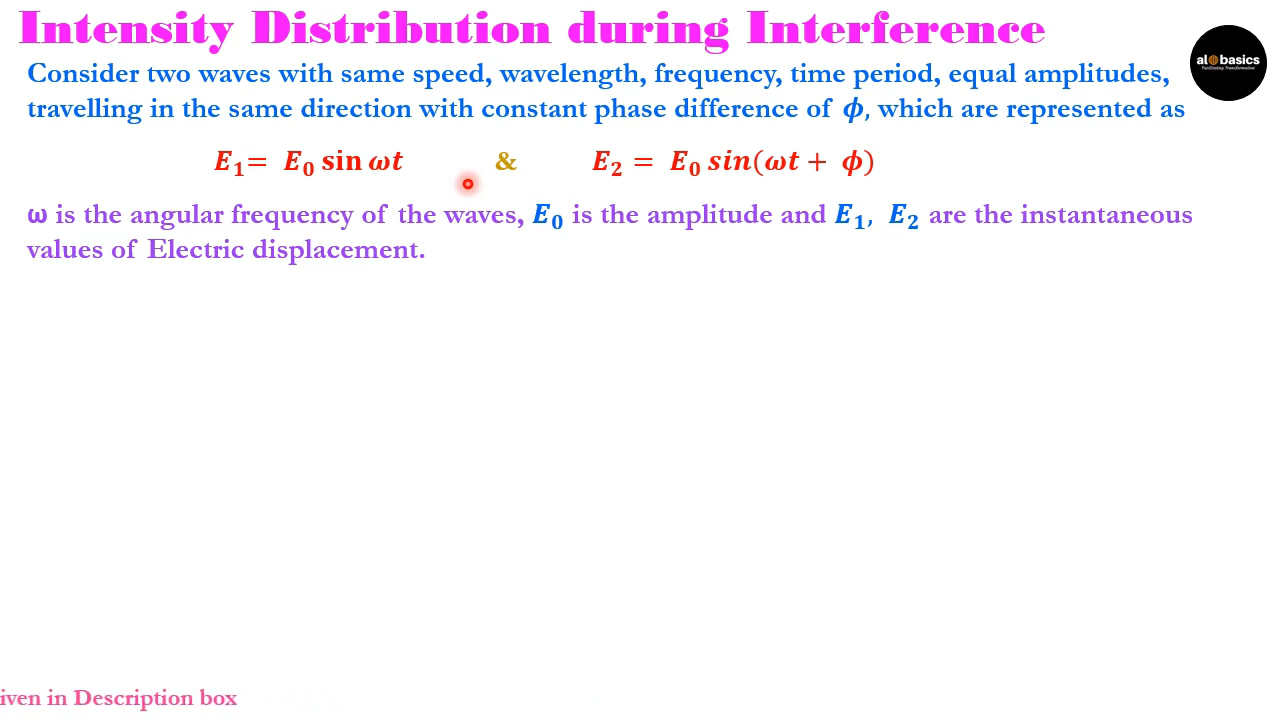 Intensity Distribution during Interference
al basics
Facilitating Transformation
Consider two waves with same speed, wavelength, frequency, time period, equal amplitudes,
travelling in the same direction with constant phase difference of ϕ, which are represented as
E₁= E₀ sin ωt & E₂ = E₀ sin(ωt + ϕ)
ω is the angular frequency of the waves, E₀ is the amplitude and E₁, E₂ are the instantaneous
values of Electric displacement.
iven in Description box